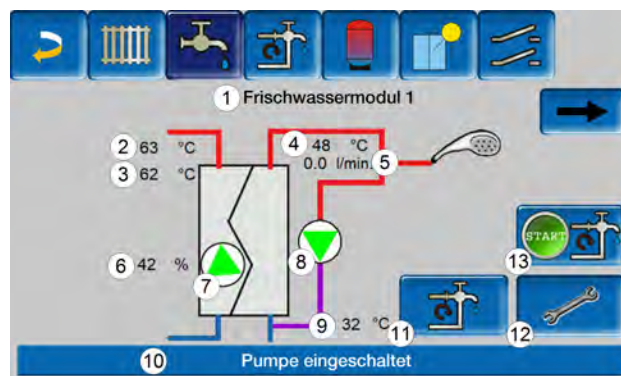 1 Frischwassermodul 1
2 63 °C
4 48 °C
3 62 °C
0.0 l/min. 5
START
13
6 42 %
7
8
9 32 °C
11
12
10 Pumpe eingeschaltet